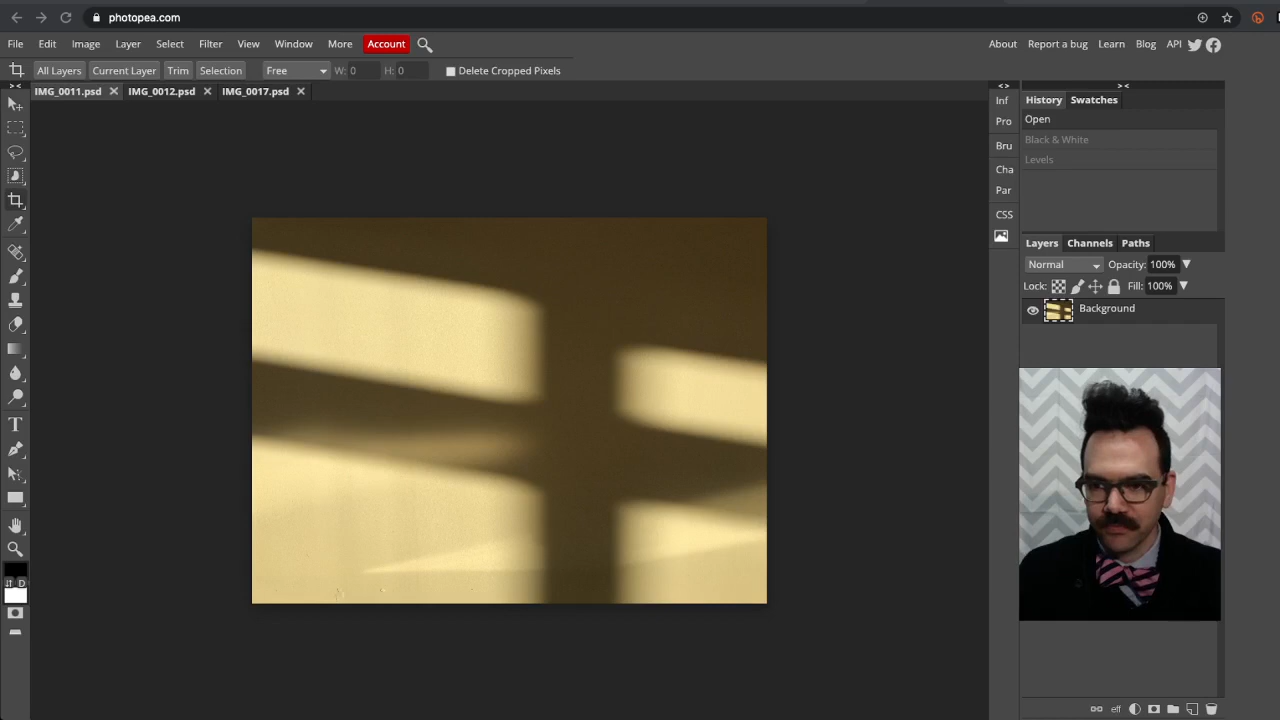 photopea.com
File Edit Image Layer Select Filter View Window More Account About Report a bug Learn Blog API
All Layers Current Layer Trim Selection Free W: 0 H: 0 Delete Cropped Pixels
IMG_0011.psd IMG_0012.psd IMG_0017.psd
Inf
Pro
Bru
Cha
Par
CSS
History Swatches
Open
Black & White
Levels
Layers Channels Paths
Normal Opacity: 100%
Lock: Fill: 100%
Background
T
D
eff